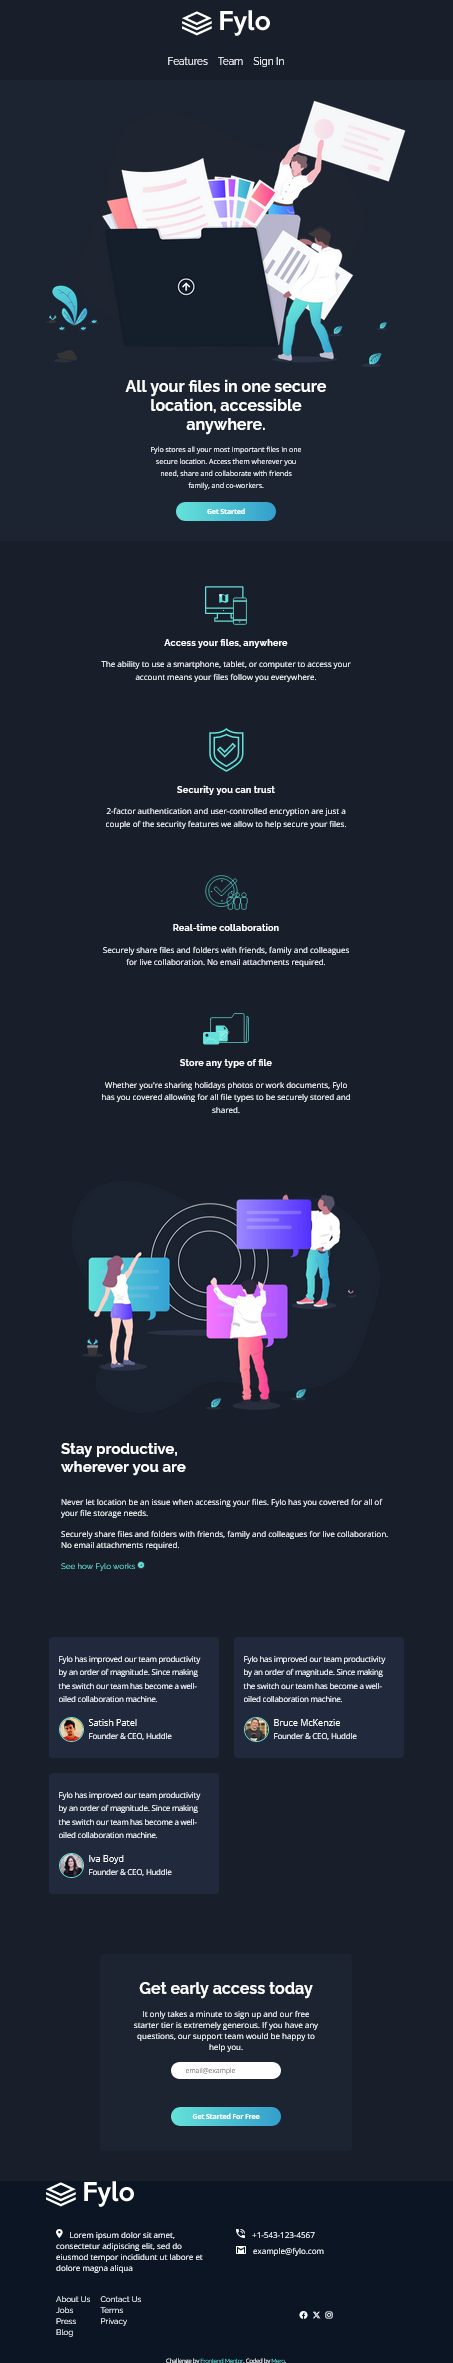 Fylo
Features Team Sign In
All your files in one secure
location, accessible
anywhere.
Fylo stores all your most important files in one
secure location. Access them wherever you
need, share and collaborate with friends
family, and co-workers.
Get Started
Access your files, anywhere
The ability to use a smartphone, tablet, or computer to access your
account means your files follow you everywhere.
Security you can trust
2-factor authentication and user-controlled encryption are just a
couple of the security features we allow to help secure your files.
Real-time collaboration
Securely share files and folders with friends, family and colleagues
for live collaboration. No email attachments required.
Store any type of file
Whether you're sharing holidays photos or work documents, Fylo
has you covered allowing for all file types to be securely stored and
shared.
Stay productive,
wherever you are
Never let location be an issue when accessing your files. Fylo has you covered for all of
your file storage needs.
Securely share files and folders with friends, family and colleagues for live collaboration.
No email attachments required.
See how Fylo works
Fylo has improved our team productivity
by an order of magnitude. Since making
the switch our team has become a well-
oiled collaboration machine.
Satish Patel
Founder & CEO, Huddle
Fylo has improved our team productivity
by an order of magnitude. Since making
the switch our team has become a well-
oiled collaboration machine.
Bruce McKenzie
Founder & CEO, Huddle
Fylo has improved our team productivity
by an order of magnitude. Since making
the switch our team has become a well-
oiled collaboration machine.
Iva Boyd
Founder & CEO, Huddle
Get early access today
It only takes a minute to sign up and our free
starter tier is extremely generous. If you have any
questions, our support team would be happy to
help you.
email@example
Get Started For Free
Fylo
Lorem ipsum dolor sit amet,
consectetur adipiscing elit, sed do
eiusmod tempor incididunt ut labore et
dolore magna aliqua
+1-543-123-4567
example@fylo.com
About Us
Jobs
Press
Blog
Contact Us
Terms
Privacy
Challenge by Frontend Mentor. Coded by Mero.